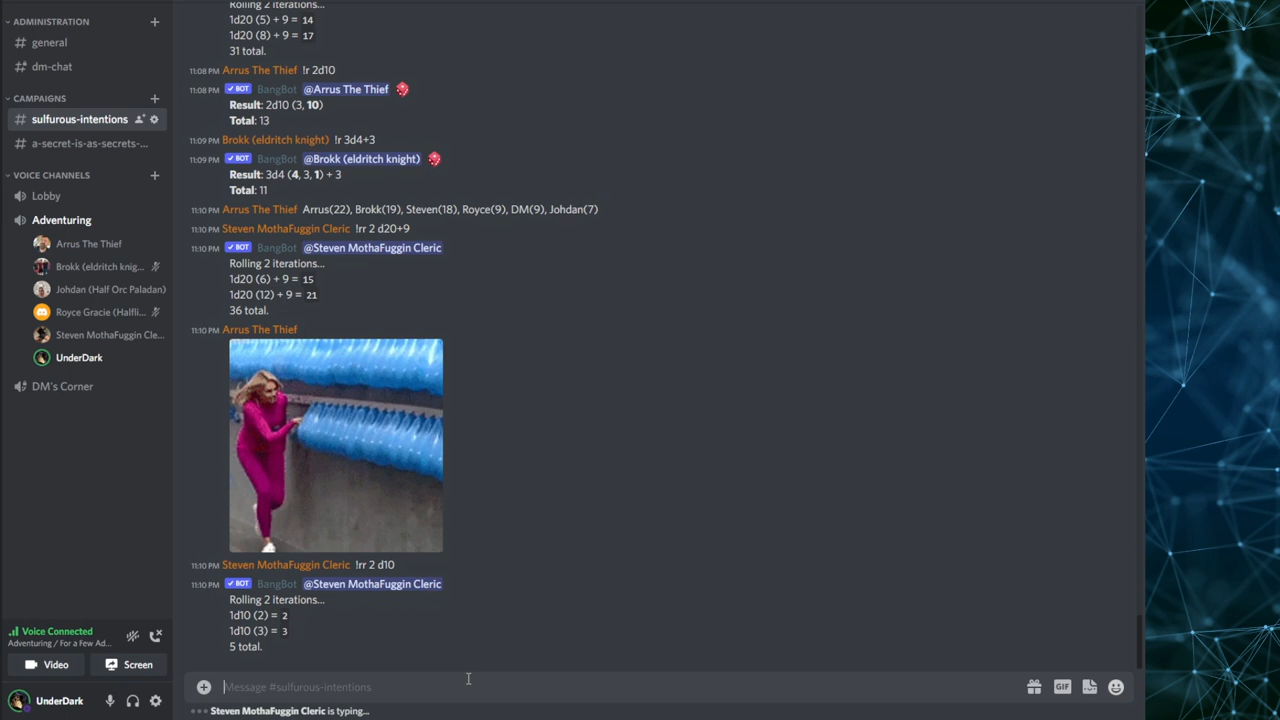 ADMINISTRATION
general
dm-chat
CAMPAIGNS
sulfurous-intentions
a-secret-is-as-secrets-...
VOICE CHANNELS
Lobby
Adventuring
Arrus The Thief
Brokk (eldritch knig...
Johdan (Half Orc Paladan)
Royce Gracie (Halfli...
Steven MothaFuggin Cle...
UnderDark
DM's Corner
Voice Connected
Adventuring / For a Few Ad...
Video
Screen
UnderDark
Rolling 2 iterations...
1d20 (5) + 9 = 14
1d20 (8) + 9 = 17
31 total.
11:08 PM Arrus The Thief !r 2d10
11:08 PM BOT BangBot @Arrus The Thief
Result: 2d10 (3, 10)
Total: 13
11:09 PM Brokk (eldritch knight) !r 3d4+3
11:09 PM BOT BangBot @Brokk (eldritch knight)
Result: 3d4 (4, 3, 1) + 3
Total: 11
11:10 PM Arrus The Thief Arrus(22), Brokk(19), Steven(18), Royce(9), DM(9), Johdan(7)
11:10 PM Steven MothaFuggin Cleric !rr 2 d20+9
11:10 PM BOT BangBot @Steven MothaFuggin Cleric
Rolling 2 iterations...
1d20 (6) + 9 = 15
1d20 (12) + 9 = 21
36 total.
11:10 PM Arrus The Thief
11:10 PM Steven MothaFuggin Cleric !rr 2 d10
11:10 PM BOT BangBot @Steven MothaFuggin Cleric
Rolling 2 iterations...
1d10 (2) = 2
1d10 (3) = 3
5 total.
Message #sulfurous-intentions
GIF
Steven MothaFuggin Cleric is typing...